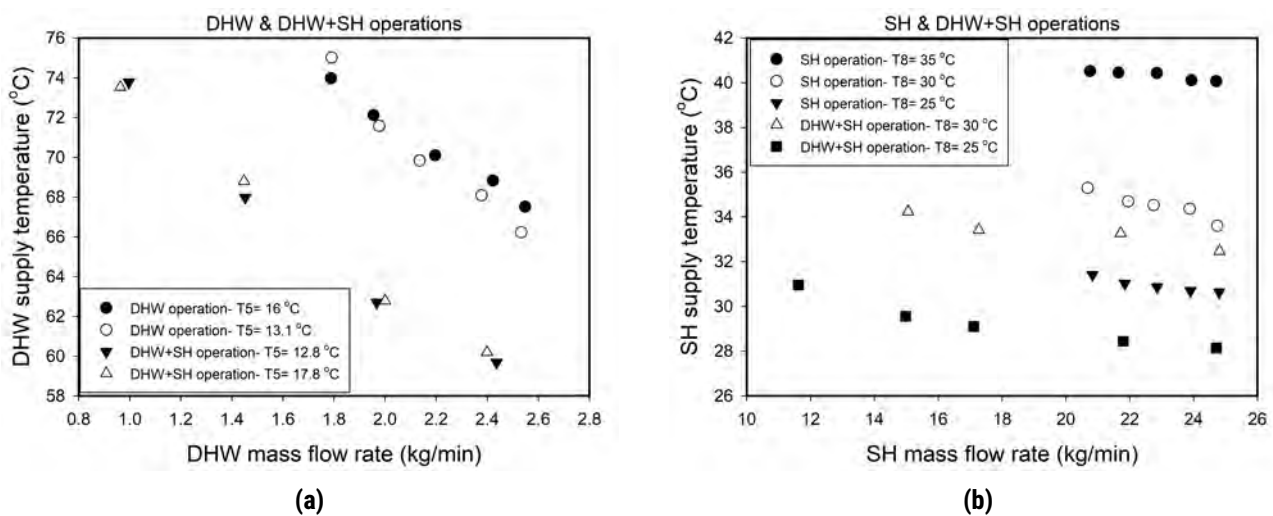 DHW & DHW+SH operations
76
74
72
70
68
66
64
62
60
58
DHW supply temperature (°C)
DHW operation- T5= 16 °C
DHW operation- T5= 13.1 °C
DHW+SH operation- T5= 12.8 °C
DHW+SH operation- T5= 17.8 °C
0.8 1.0 1.2 1.4 1.6 1.8 2.0 2.2 2.4 2.6 2.8
DHW mass flow rate (kg/min)
(a)
SH & DHW+SH operations
42
40
38
36
34
32
30
28
26
SH supply temperature (°C)
SH operation- T8= 35 °C
SH operation- T8= 30 °C
SH operation- T8= 25 °C
DHW+SH operation- T8= 30 °C
DHW+SH operation- T8= 25 °C
10 12 14 16 18 20 22 24 26
SH mass flow rate (kg/min)
(b)